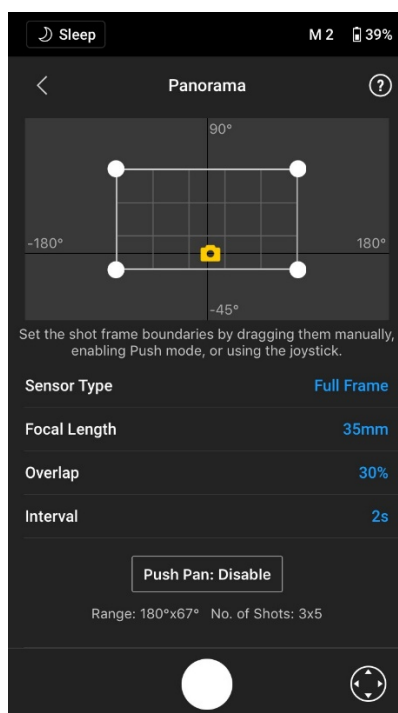 Sleep
M 2 39%
Panorama
?
90°
-180° 180°
-45°
Set the shot frame boundaries by dragging them manually,
enabling Push mode, or using the joystick.
Sensor Type Full Frame
Focal Length 35mm
Overlap 30%
Interval 2s
Push Pan: Disable
Range: 180°x67° No. of Shots: 3x5